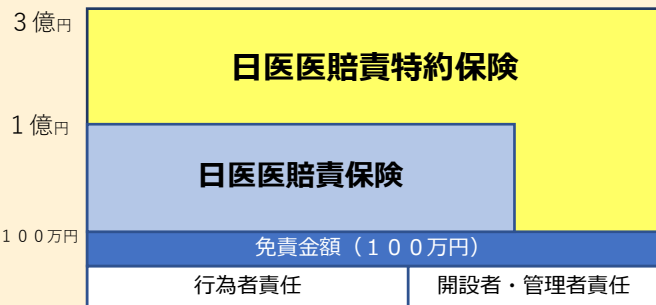 ３億円
日医医賠責特約保険
１億円
日医医賠責保険
１００万円
免責金額（１００万円）
行為者責任
開設者・管理者責任